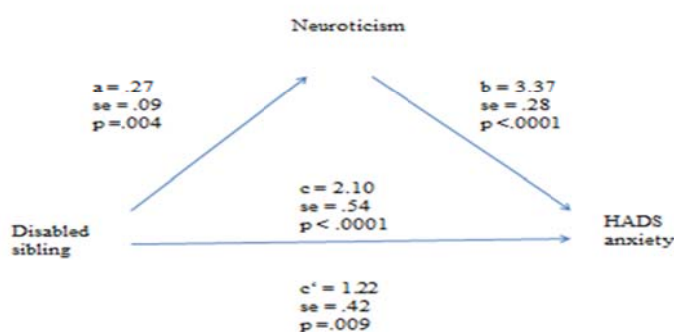 Neuroticism
a = .27
se = .09
p =.004
b = 3.37
se = .28
p <.0001
c = 2.10
se = .54
p < .0001
Disabled
sibling
HADS
anxiety
c‘ = 1.22
se = .42
p =.009